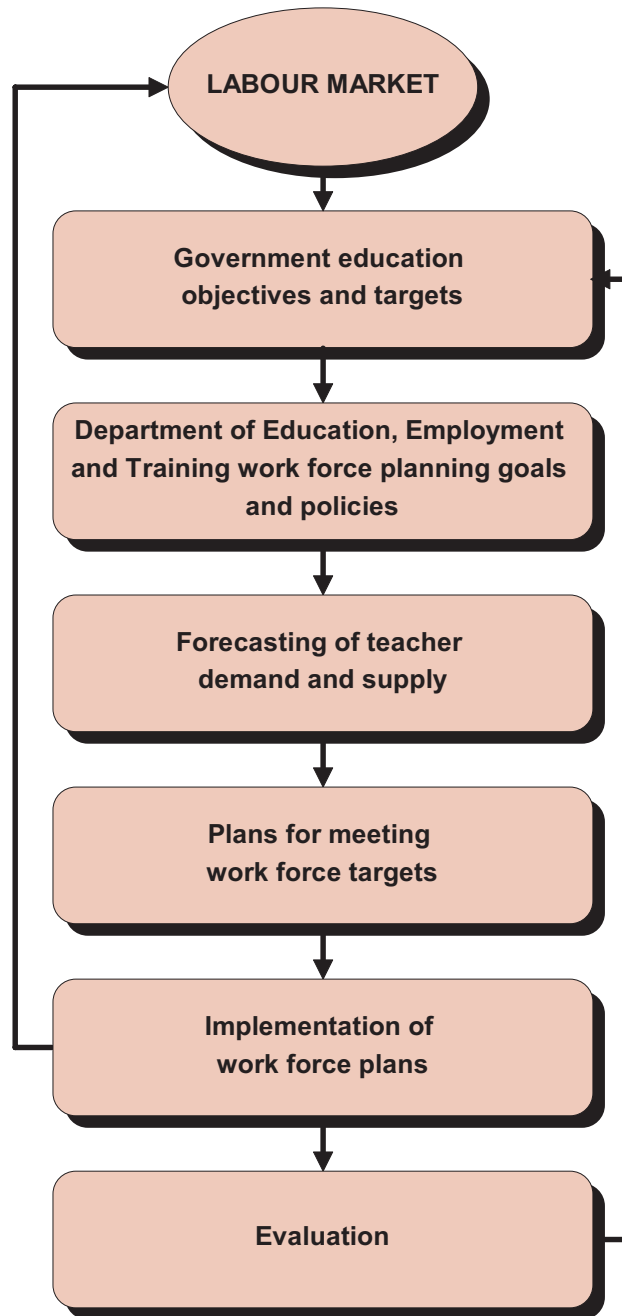 LABOUR MARKET
Government education
objectives and targets
Department of Education, Employment
and Training work force planning goals
and policies
Forecasting of teacher
demand and supply
Plans for meeting
work force targets
Implementation of
work force plans
Evaluation